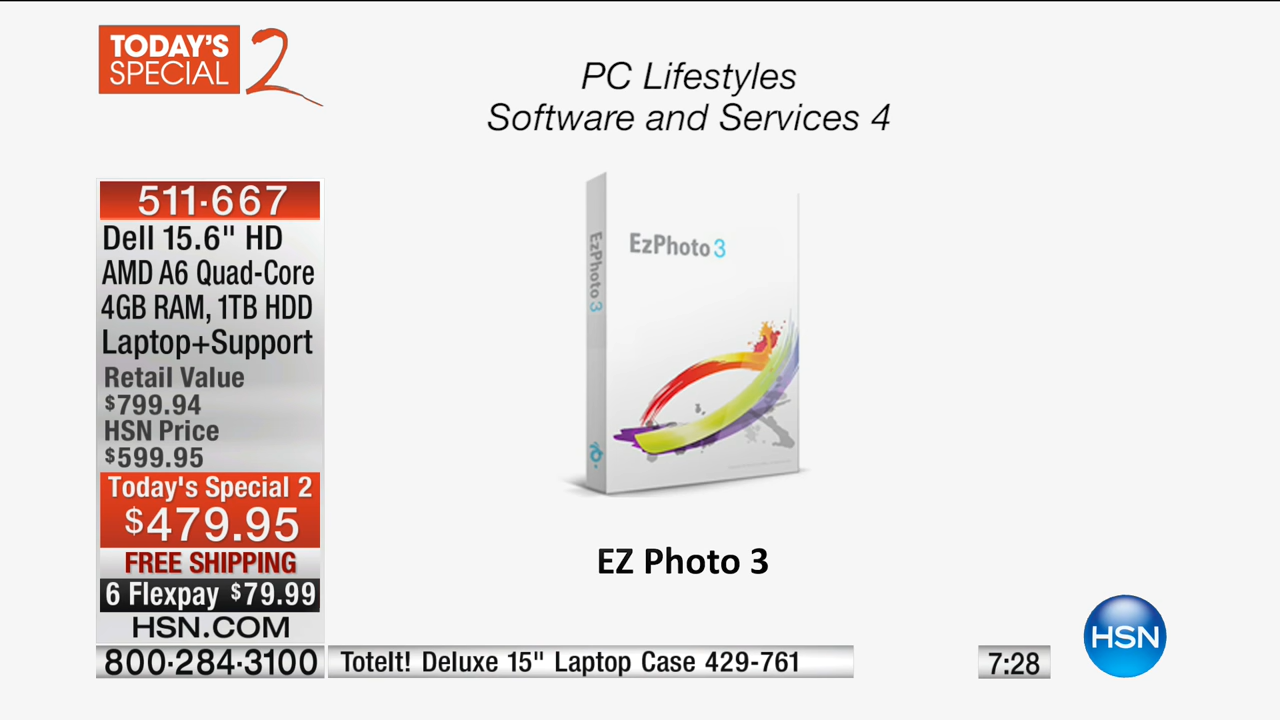 TODAY'S
SPECIAL 2
PC Lifestyles
Software and Services 4
511·667
Dell 15.6" HD
AMD A6 Quad-Core
4GB RAM, 1TB HDD
Laptop+Support
Retail Value
$799.94
HSN Price
$599.95
Today's Special 2
$479.95
FREE SHIPPING
6 Flexpay $79.99
HSN.COM
800·284·3100
EzPhoto 3
EzPhoto 3
EZ Photo 3
ToteIt! Deluxe 15" Laptop Case 429-761
7:28
HSN